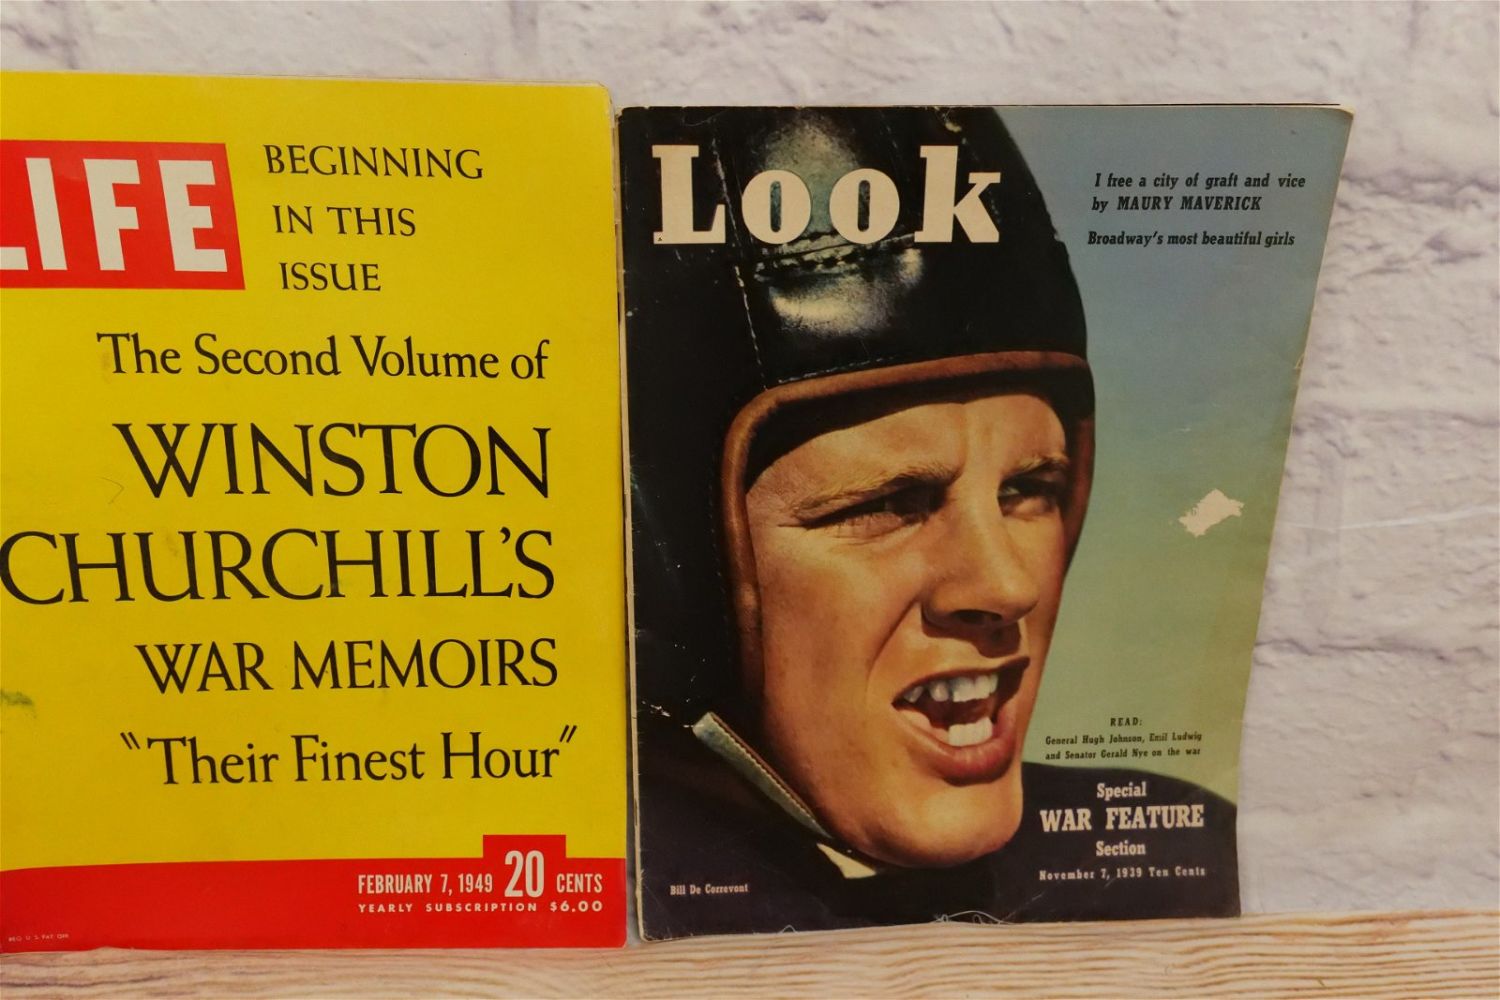 LIFE
BEGINNING
IN THIS
ISSUE
The Second Volume of
WINSTON
CHURCHILL'S
WAR MEMOIRS
"Their Finest Hour"
FEBRUARY 7, 1949 20 CENTS
YEARLY SUBSCRIPTION $6.00
REG U S PAT OFF
Look
I free a city of graft and vice
by MAURY MAVERICK
Broadway's most beautiful girls
READ:
General Hugh Johnson, Emil Ludwig
and Senator Gerald Nye on the war
Special
WAR FEATURE
Section
November 7, 1939 Ten Cents
Bill De Correvont